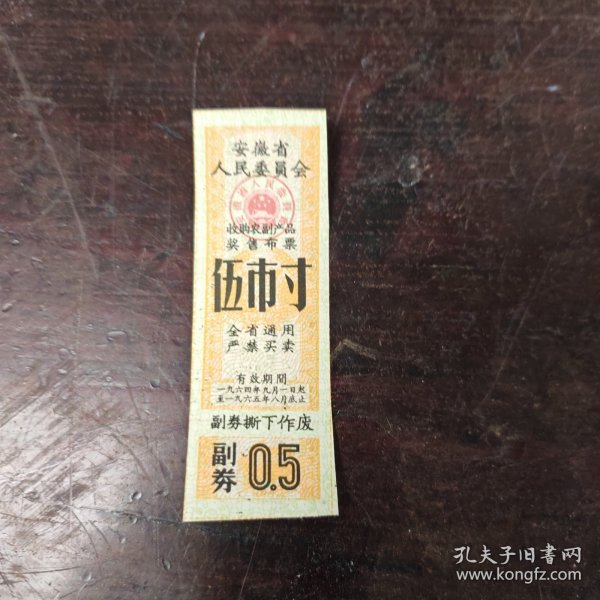 安徽省
人民委員会
收购农副产品
奖售布票
伍市寸
全省通用
严禁买卖
有效期間
一九六四年九月一日起
至一九六五年八月底止
副券撕下作废
副券
0.5
孔夫子旧書网
www.kongfz.com